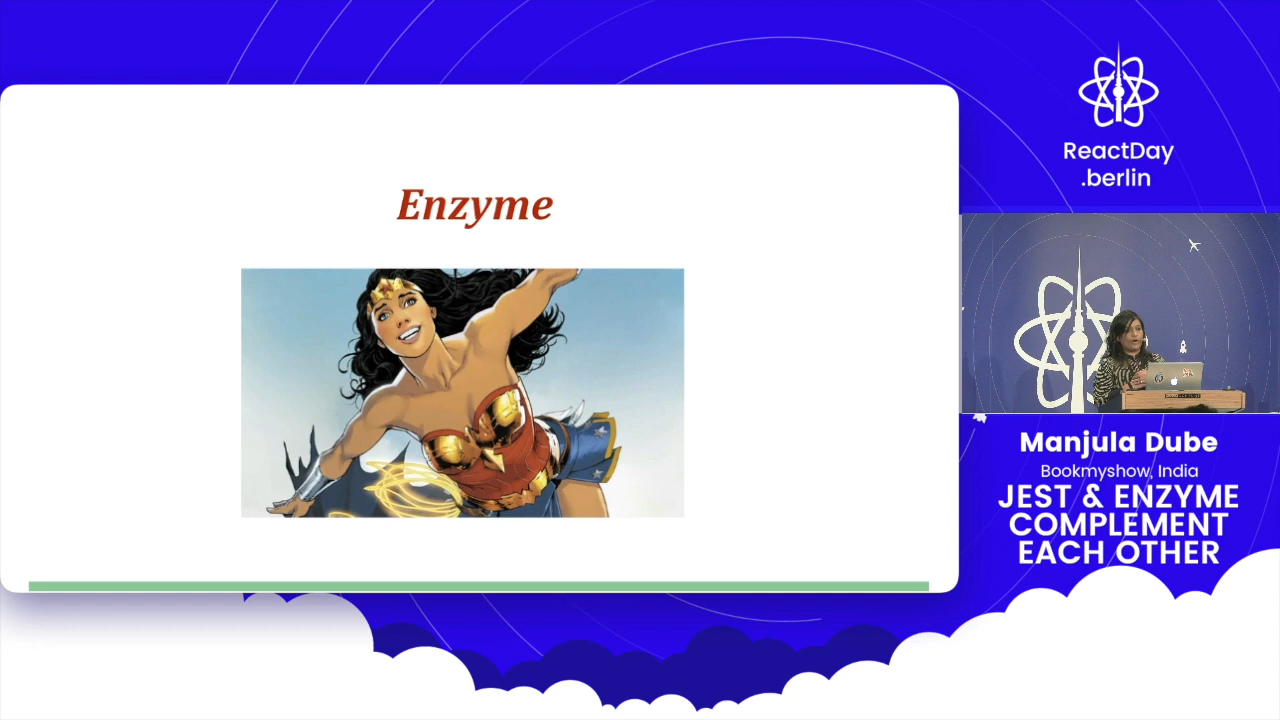 Enzyme
ReactDay
.berlin
Manjula Dube
Bookmyshow, India
JEST & ENZYME
COMPLEMENT
EACH OTHER